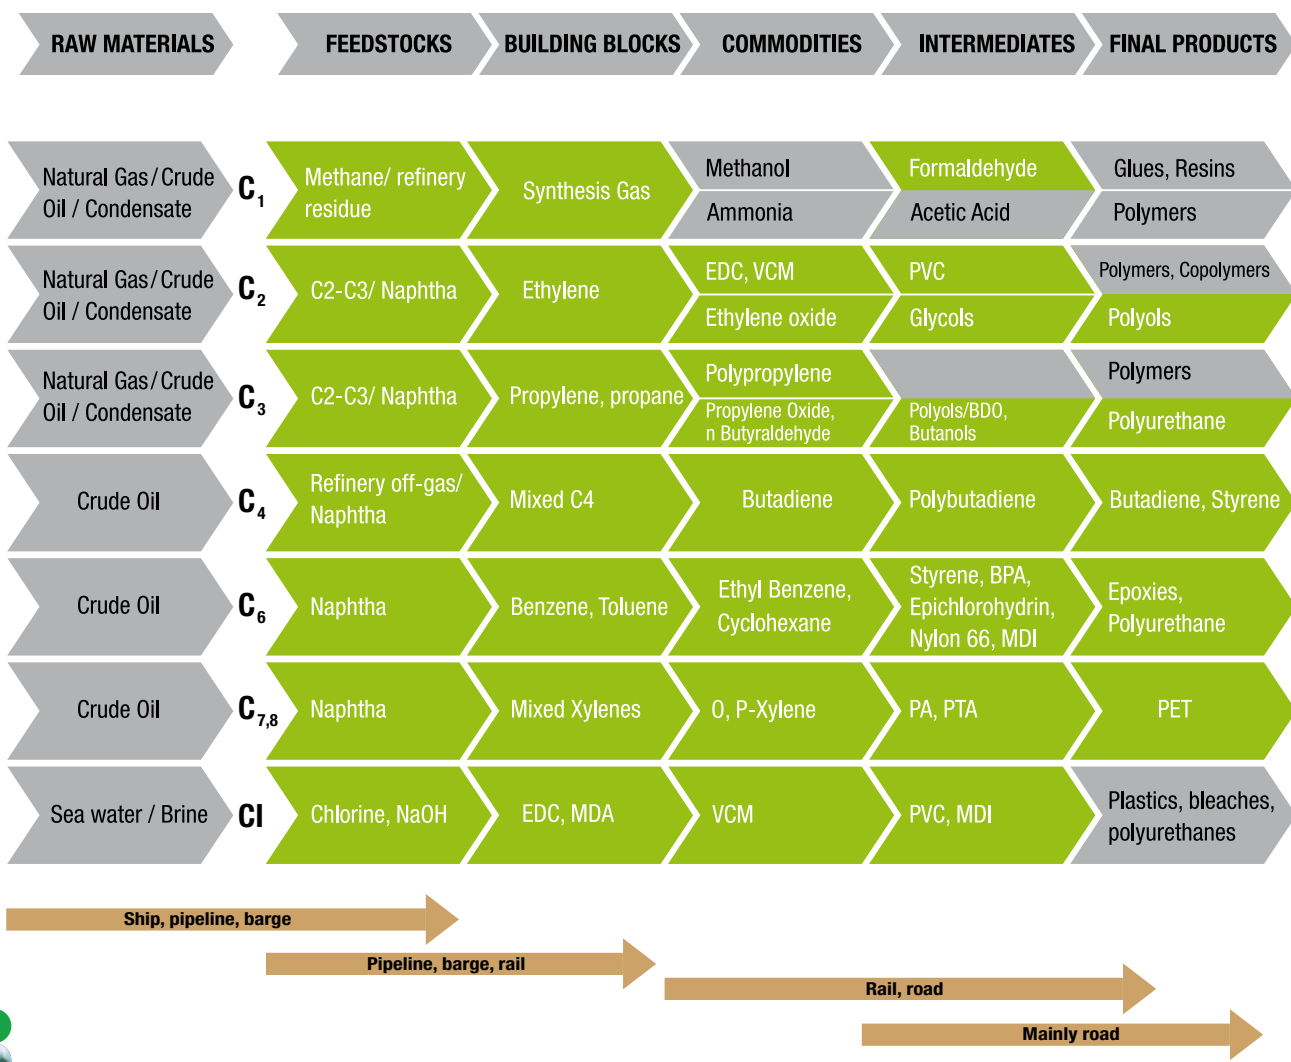 RAW MATERIALS
FEEDSTOCKS
BUILDING BLOCKS
COMMODITIES
INTERMEDIATES
FINAL PRODUCTS
Natural Gas/Crude
Oil / Condensate
C1
Methane/ refinery
residue
Synthesis Gas
Methanol
Ammonia
Formaldehyde
Acetic Acid
Glues, Resins
Polymers
Natural Gas/Crude
Oil / Condensate
C2
C2-C3/ Naphtha
Ethylene
EDC, VCM
Ethylene oxide
PVC
Glycols
Polymers, Copolymers
Polyols
Natural Gas/Crude
Oil / Condensate
C3
C2-C3/ Naphtha
Propylene, propane
Polypropylene
Propylene Oxide,
n Butyraldehyde
Polyols/BDO,
Butanols
Polymers
Polyurethane
Crude Oil
C4
Refinery off-gas/
Naphtha
Mixed C4
Butadiene
Polybutadiene
Butadiene, Styrene
Crude Oil
C6
Naphtha
Benzene, Toluene
Ethyl Benzene,
Cyclohexane
Styrene, BPA,
Epichlorohydrin,
Nylon 66, MDI
Epoxies,
Polyurethane
Crude Oil
C7,8
Naphtha
Mixed Xylenes
O, P-Xylene
PA, PTA
PET
Sea water / Brine
Cl
Chlorine, NaOH
EDC, MDA
VCM
PVC, MDI
Plastics, bleaches,
polyurethanes
Ship, pipeline, barge
Pipeline, barge, rail
Rail, road
Mainly road